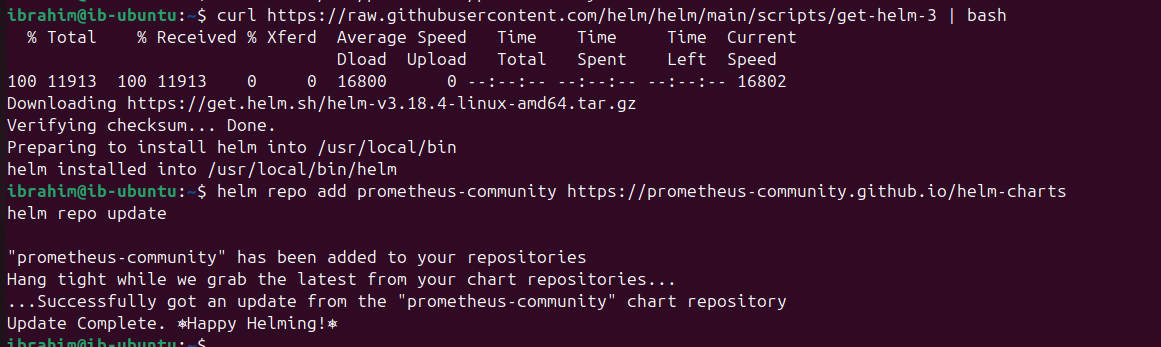 ibrahim@ib-ubuntu:~$ curl https://raw.githubusercontent.com/helm/helm/main/scripts/get-helm-3 | bash
  % Total    % Received % Xferd  Average Speed   Time    Time     Time  Current
                                 Dload  Upload   Total   Spent    Left  Speed
100 11913  100 11913    0     0  16800      0 --:--:-- --:--:-- --:--:-- 16802
Downloading https://get.helm.sh/helm-v3.18.4-linux-amd64.tar.gz
Verifying checksum... Done.
Preparing to install helm into /usr/local/bin
helm installed into /usr/local/bin/helm
ibrahim@ib-ubuntu:~$ helm repo add prometheus-community https://prometheus-community.github.io/helm-charts
helm repo update
"prometheus-community" has been added to your repositories
Hang tight while we grab the latest from your chart repositories...
...Successfully got an update from the "prometheus-community" chart repository
Update Complete. ⎈Happy Helming!⎈
ibrahim@ib-ubuntu:~$